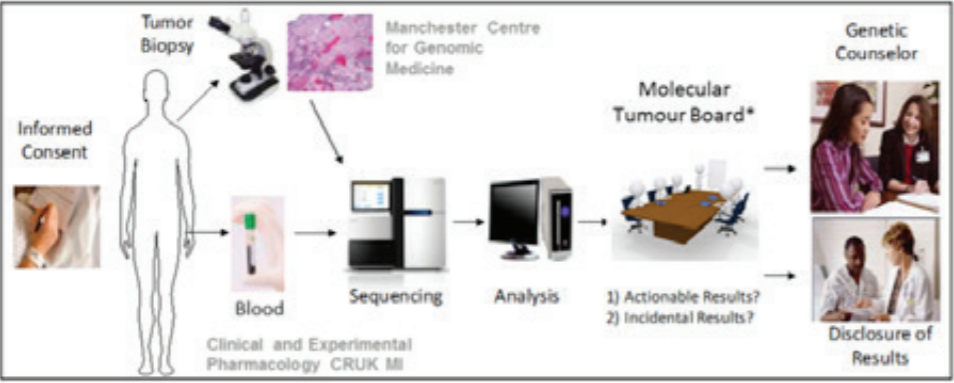 Tumor
Biopsy
Manchester Centre
for Genomic
Medicine
Genetic
Counselor
Molecular
Tumour Board*
Informed
Consent
Blood
Sequencing
Analysis
1) Actionable Results?
2) Incidental Results?
Clinical and Experimental
Pharmacology CRUK MI
Disclosure of
Results